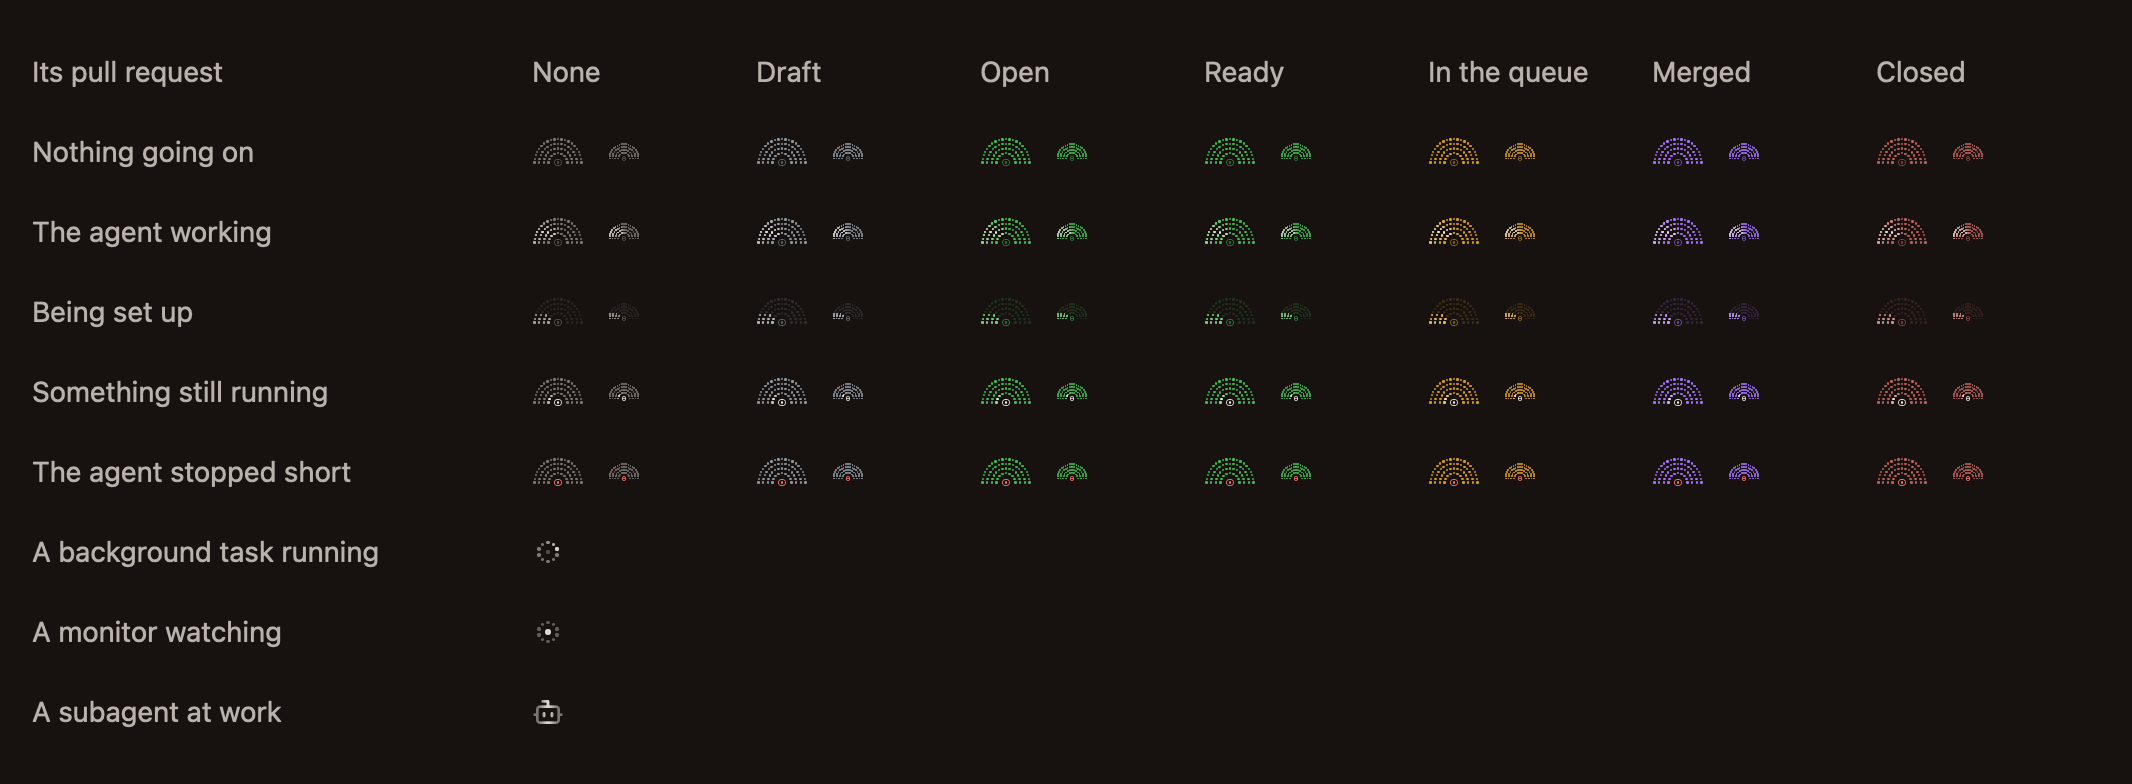 Its pull request None Draft Open Ready In the queue Merged Closed
Nothing going on
The agent working
Being set up
Something still running
The agent stopped short
A background task running
A monitor watching
A subagent at work